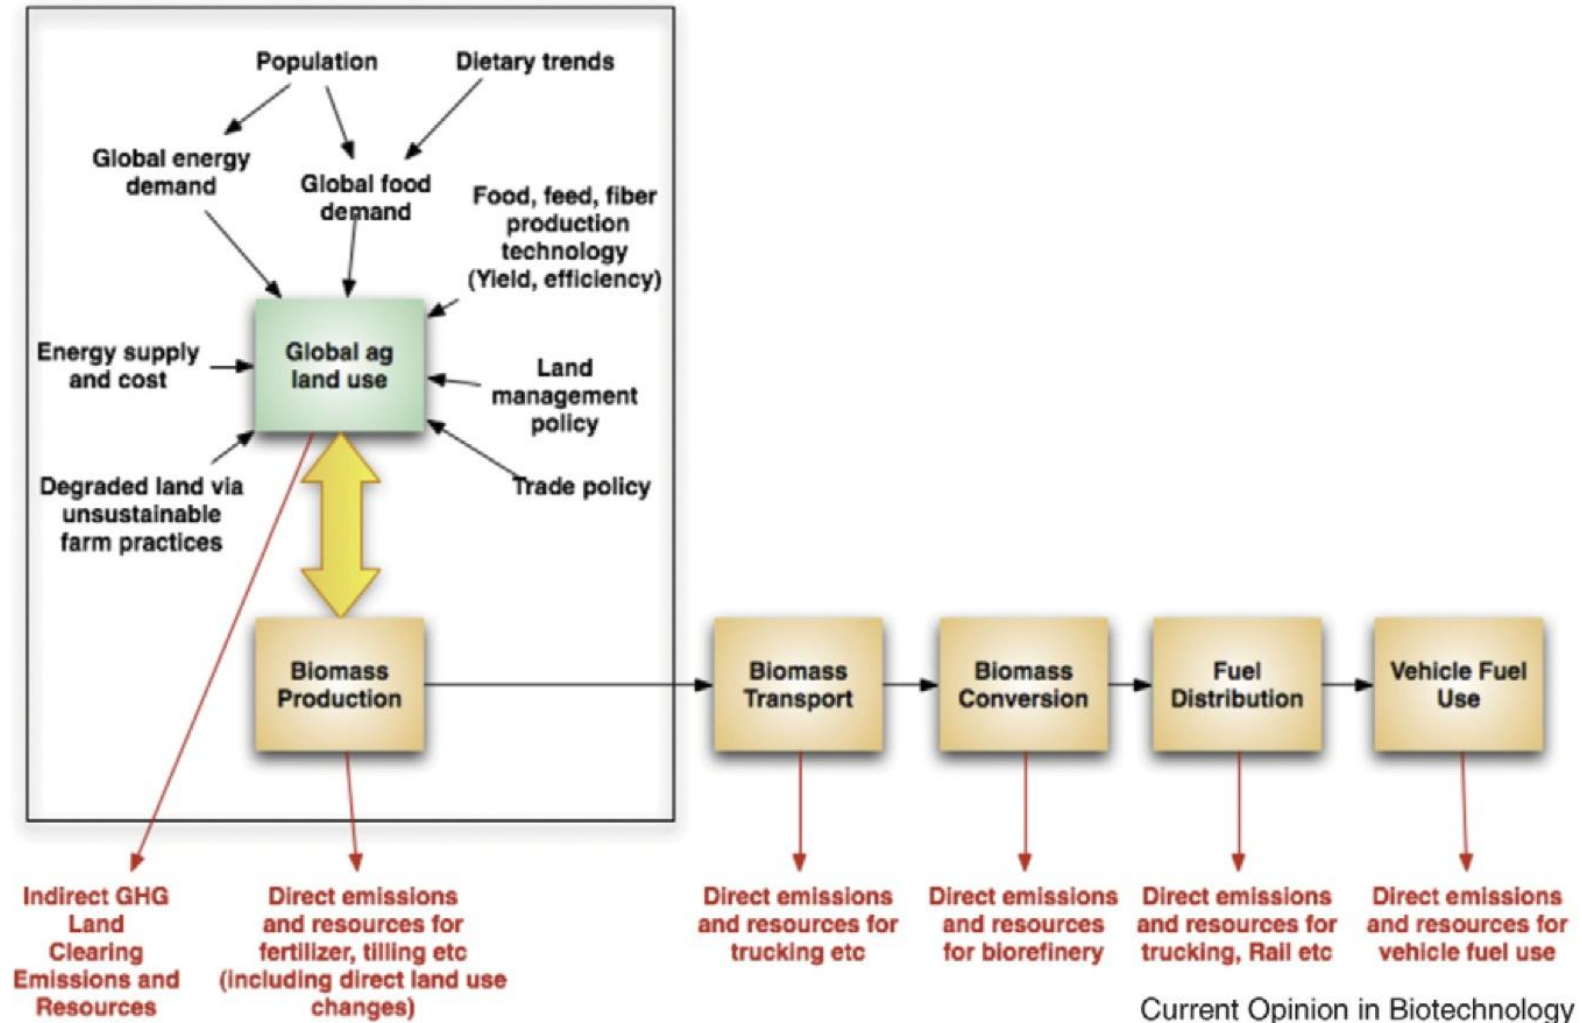 Population
Dietary trends
Global energy
demand
Global food
demand
Food, feed, fiber
production
technology
(Yield, efficiency)
Energy supply
and cost
Global ag
land use
Land
management
policy
Degraded land via
unsustainable
farm practices
Trade policy
Biomass
Production
Biomass
Transport
Biomass
Conversion
Fuel
Distribution
Vehicle Fuel
Use
Indirect GHG
Land
Clearing
Emissions and
Resources
Direct emissions
and resources for
fertilizer, tilling etc
(including direct land use
changes)
Direct emissions
and resources for
trucking etc
Direct emissions
and resources
for biorefinery
Direct emissions
and resources for
trucking, Rail etc
Direct emissions
and resources for
vehicle fuel use
Current Opinion in Biotechnology